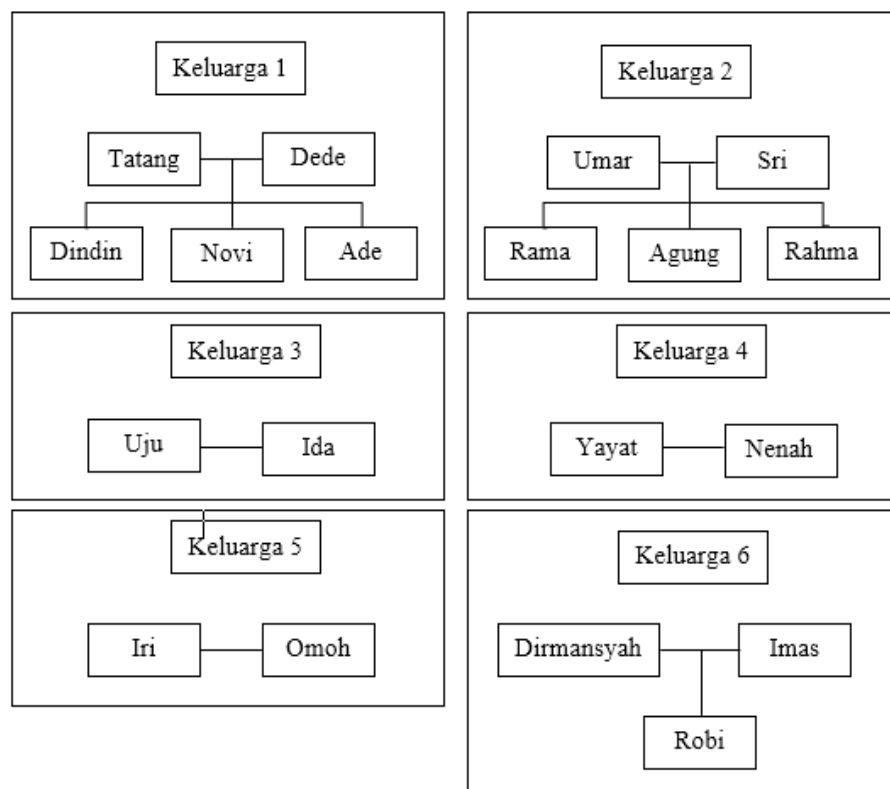 Keluarga 1
Tatang
Dede
Dindin
Novi
Ade
Keluarga 2
Umar
Sri
Rama
Agung
Rahma
Keluarga 3
Uju
Ida
Keluarga 4
Yayat
Nenah
Keluarga 5
Iri
Omoh
Keluarga 6
Dirmansyah
Imas
Robi